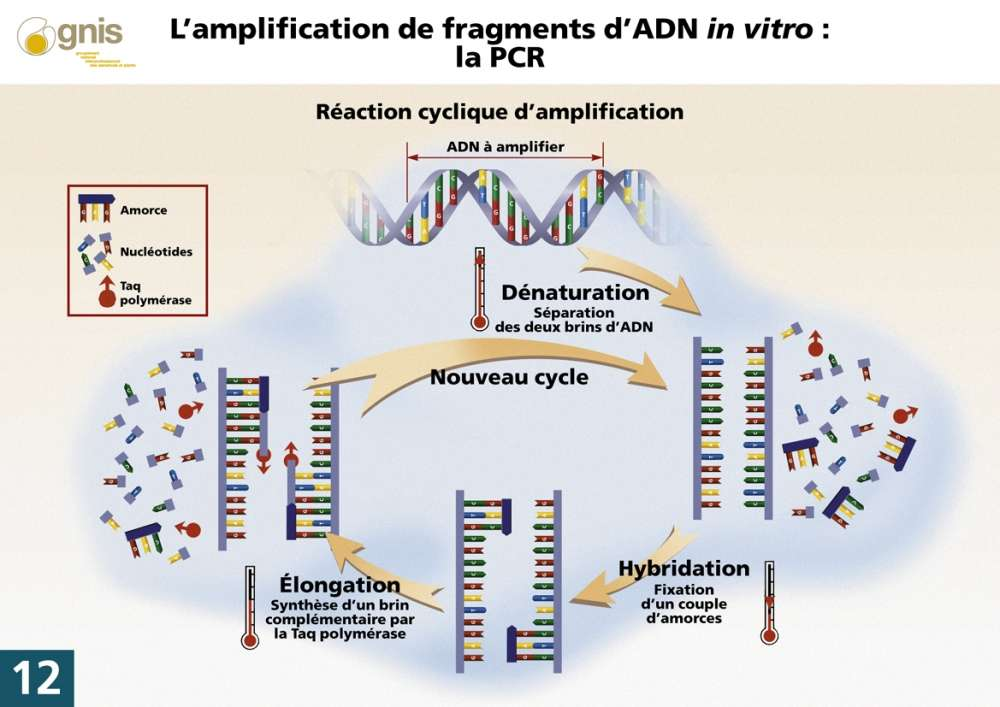 gnis
L'amplification de fragments d'ADN in vitro :
la PCR
Réaction cyclique d'amplification
ADN à amplifier
Amorce
Nucléotides
Taq
polymérase
Dénaturation
Séparation
des deux brins d'ADN
Nouveau cycle
Hybridation
Fixation
d'un couple
d'amorces
Élongation
Synthèse d'un brin
complémentaire par
la Taq polymérase
12